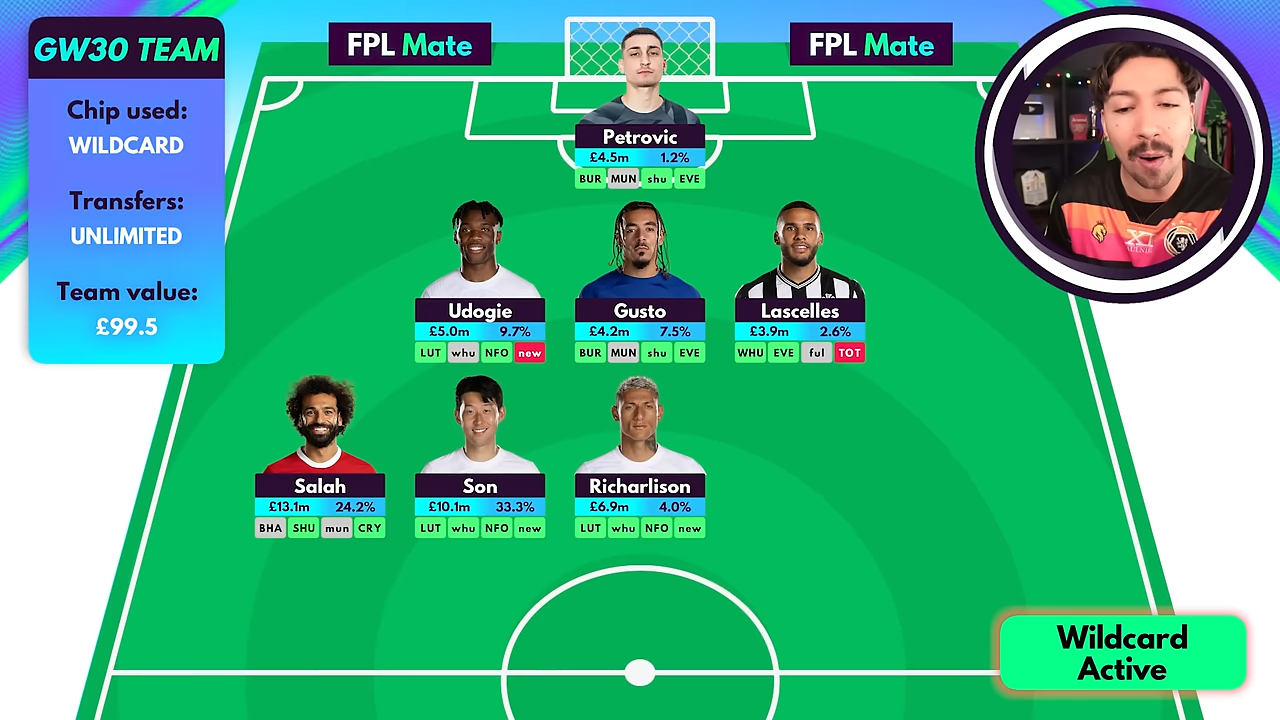 GW30 TEAM
Chip used:
WILDCARD
Transfers:
UNLIMITED
Team value:
£99.5
FPL Mate
FPL Mate
Petrovic
£4.5m 1.2%
BUR MUN shu EVE
Udogie
£5.0m 9.7%
LUT whu NFO new
Gusto
£4.2m 7.5%
BUR MUN shu EVE
Lascelles
£3.9m 2.6%
WHU EVE ful TOT
Salah
£13.1m 24.2%
BHA SHU mun CRY
Son
£10.1m 33.3%
LUT whu NFO new
Richarlison
£6.9m 4.0%
LUT whu NFO new
Wildcard
Active